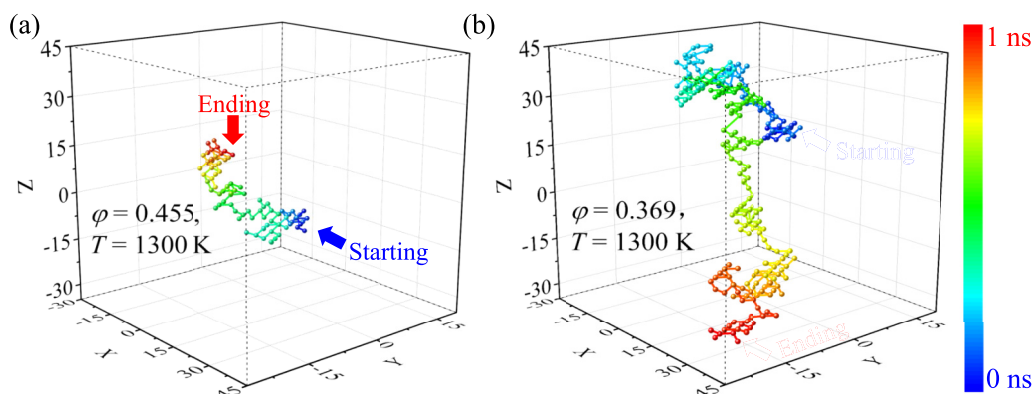 (a)
45
30
15
0
-15
-30
Z
-30
-15
0
15
30
45
X
-15
0
15
Y
Ending
φ = 0.455,
T = 1300 K
Starting
(b)
45
30
15
0
-15
-30
Z
-30
-15
0
15
30
45
X
-15
0
15
Y
Starting
φ = 0.369,
T = 1300 K
Ending
1 ns
0 ns